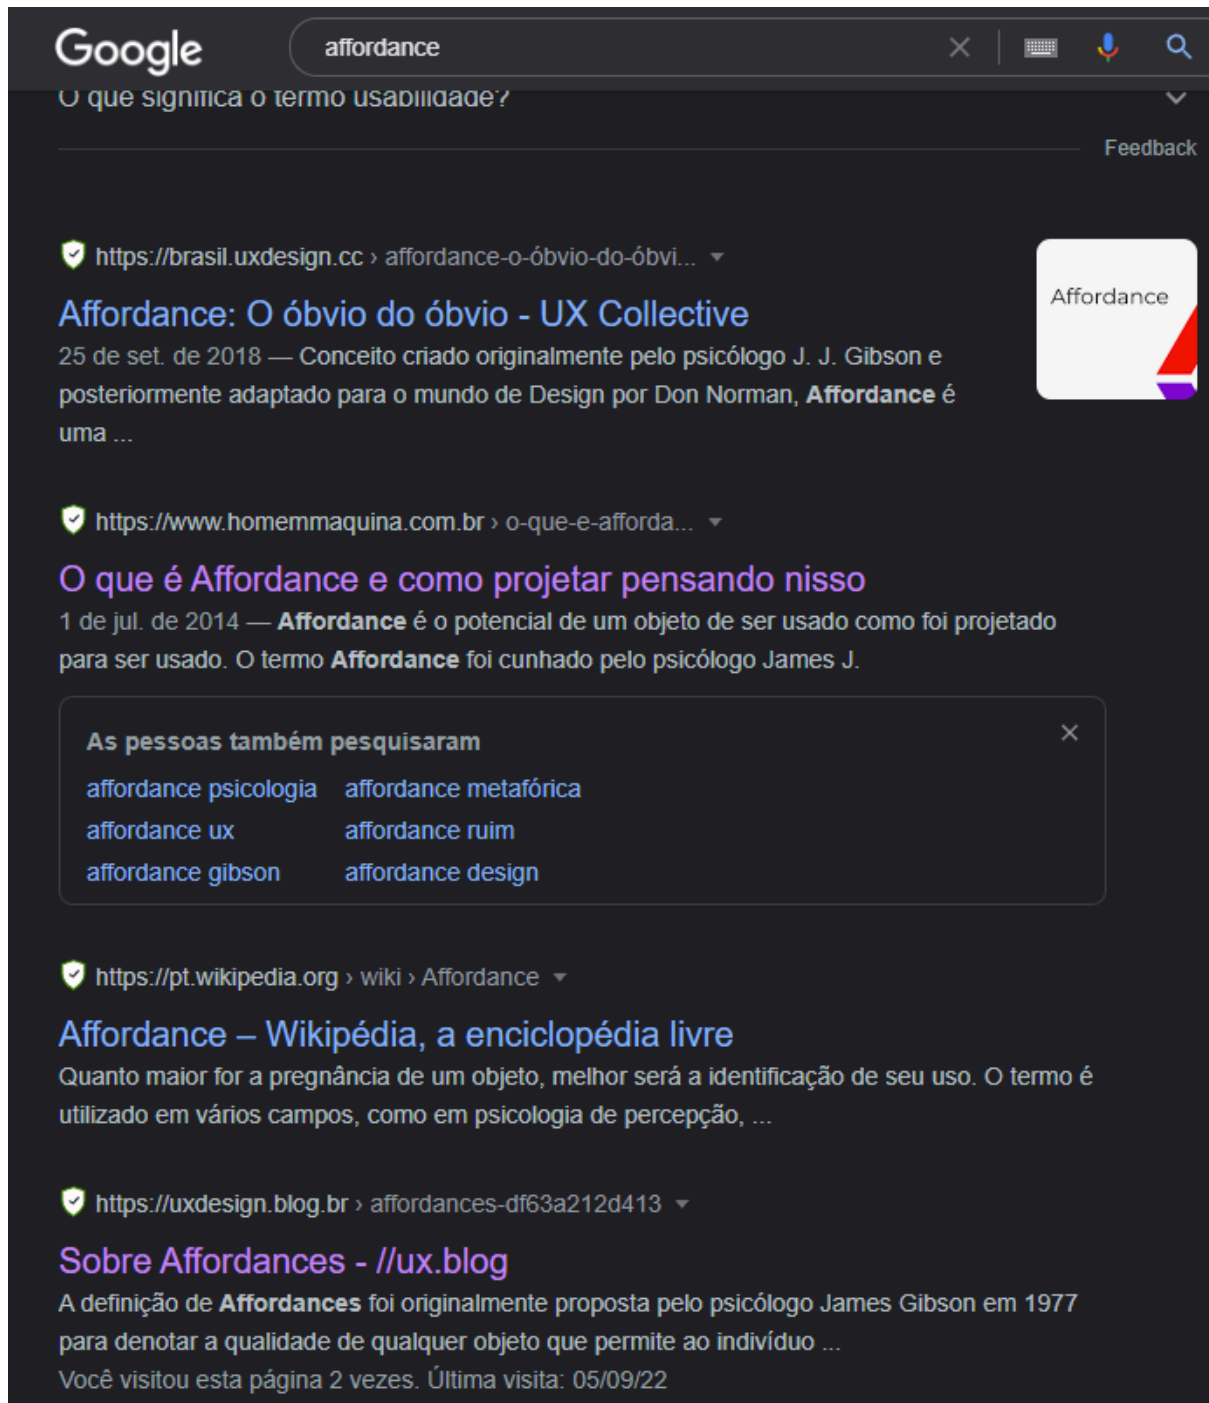 Google
affordance
O que significa o termo usabilidade?
Feedback
https://brasil.uxdesign.cc › affordance-o-óbvio-do-óbvi...
Affordance: O óbvio do óbvio - UX Collective
25 de set. de 2018 — Conceito criado originalmente pelo psicólogo J. J. Gibson e
posteriormente adaptado para o mundo de Design por Don Norman, Affordance é
uma ...
Affordance
https://www.homemmaquina.com.br › o-que-e-afforda...
O que é Affordance e como projetar pensando nisso
1 de jul. de 2014 — Affordance é o potencial de um objeto de ser usado como foi projetado
para ser usado. O termo Affordance foi cunhado pelo psicólogo James J.
As pessoas também pesquisaram
affordance psicologia affordance metafórica
affordance ux affordance ruim
affordance gibson affordance design
https://pt.wikipedia.org › wiki › Affordance
Affordance – Wikipédia, a enciclopédia livre
Quanto maior for a pregnância de um objeto, melhor será a identificação de seu uso. O termo é
utilizado em vários campos, como em psicologia de percepção, ...
https://uxdesign.blog.br › affordances-df63a212d413
Sobre Affordances - //ux.blog
A definição de Affordances foi originalmente proposta pelo psicólogo James Gibson em 1977
para denotar a qualidade de qualquer objeto que permite ao indivíduo ...
Você visitou esta página 2 vezes. Última visita: 05/09/22